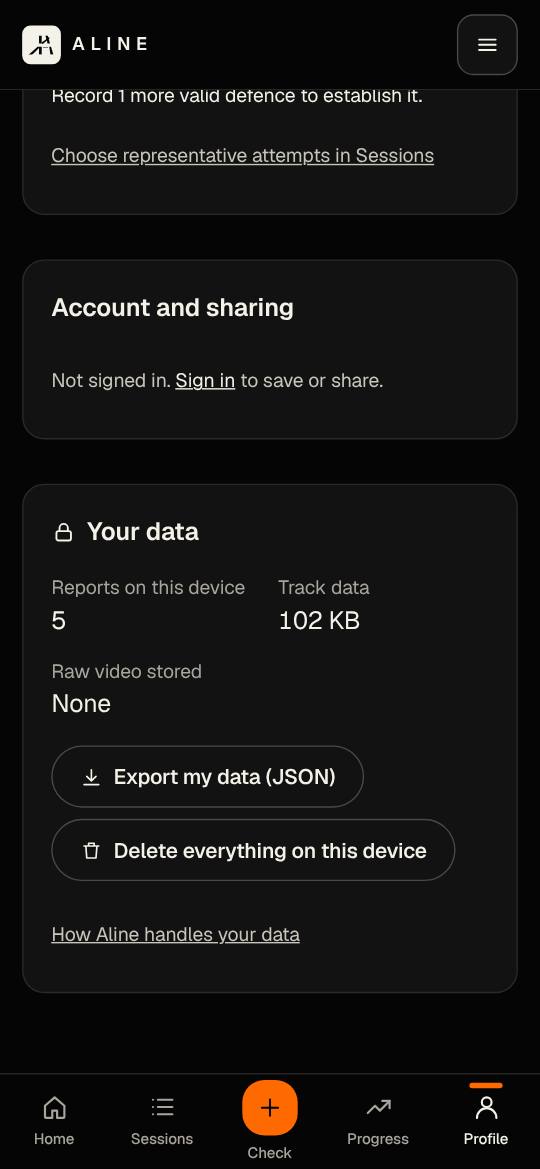 ALINE
Record 1 more valid defence to establish it.
Choose representative attempts in Sessions
Account and sharing
Not signed in. Sign in to save or share.
Your data
Reports on this device
5
Track data
102 KB
Raw video stored
None
Export my data (JSON)
Delete everything on this device
How Aline handles your data
Home
Sessions
Check
Progress
Profile